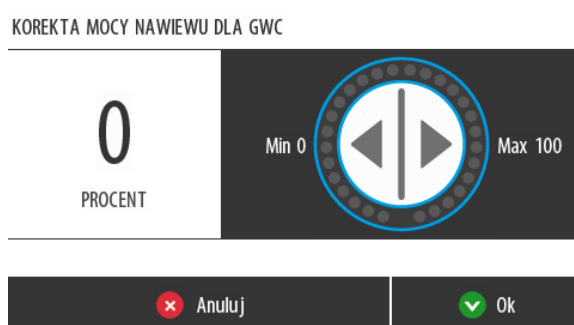 KOREKTA MOCY NAWIEWU DLA GWC
0
PROCENT
Min 0
Max 100
Anuluj
Ok